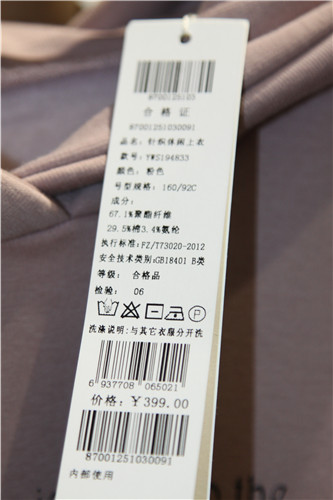 8700125103
合格证
87001251030091
品名: 针织休闲上衣
款号: YWS194833
颜色: 粉色
号型规格: 160/92C
成分:
67.1%聚酯纤维
29.5%棉3.4%氨纶
执行标准:FZ/T73020-2012
安全技术类别:GB18401 B类
等级: 合格品
检验: 06
洗涤说明:与其它衣服分开洗
6 937708 065021
价格: ￥399.00
87001251030091
内部使用
the